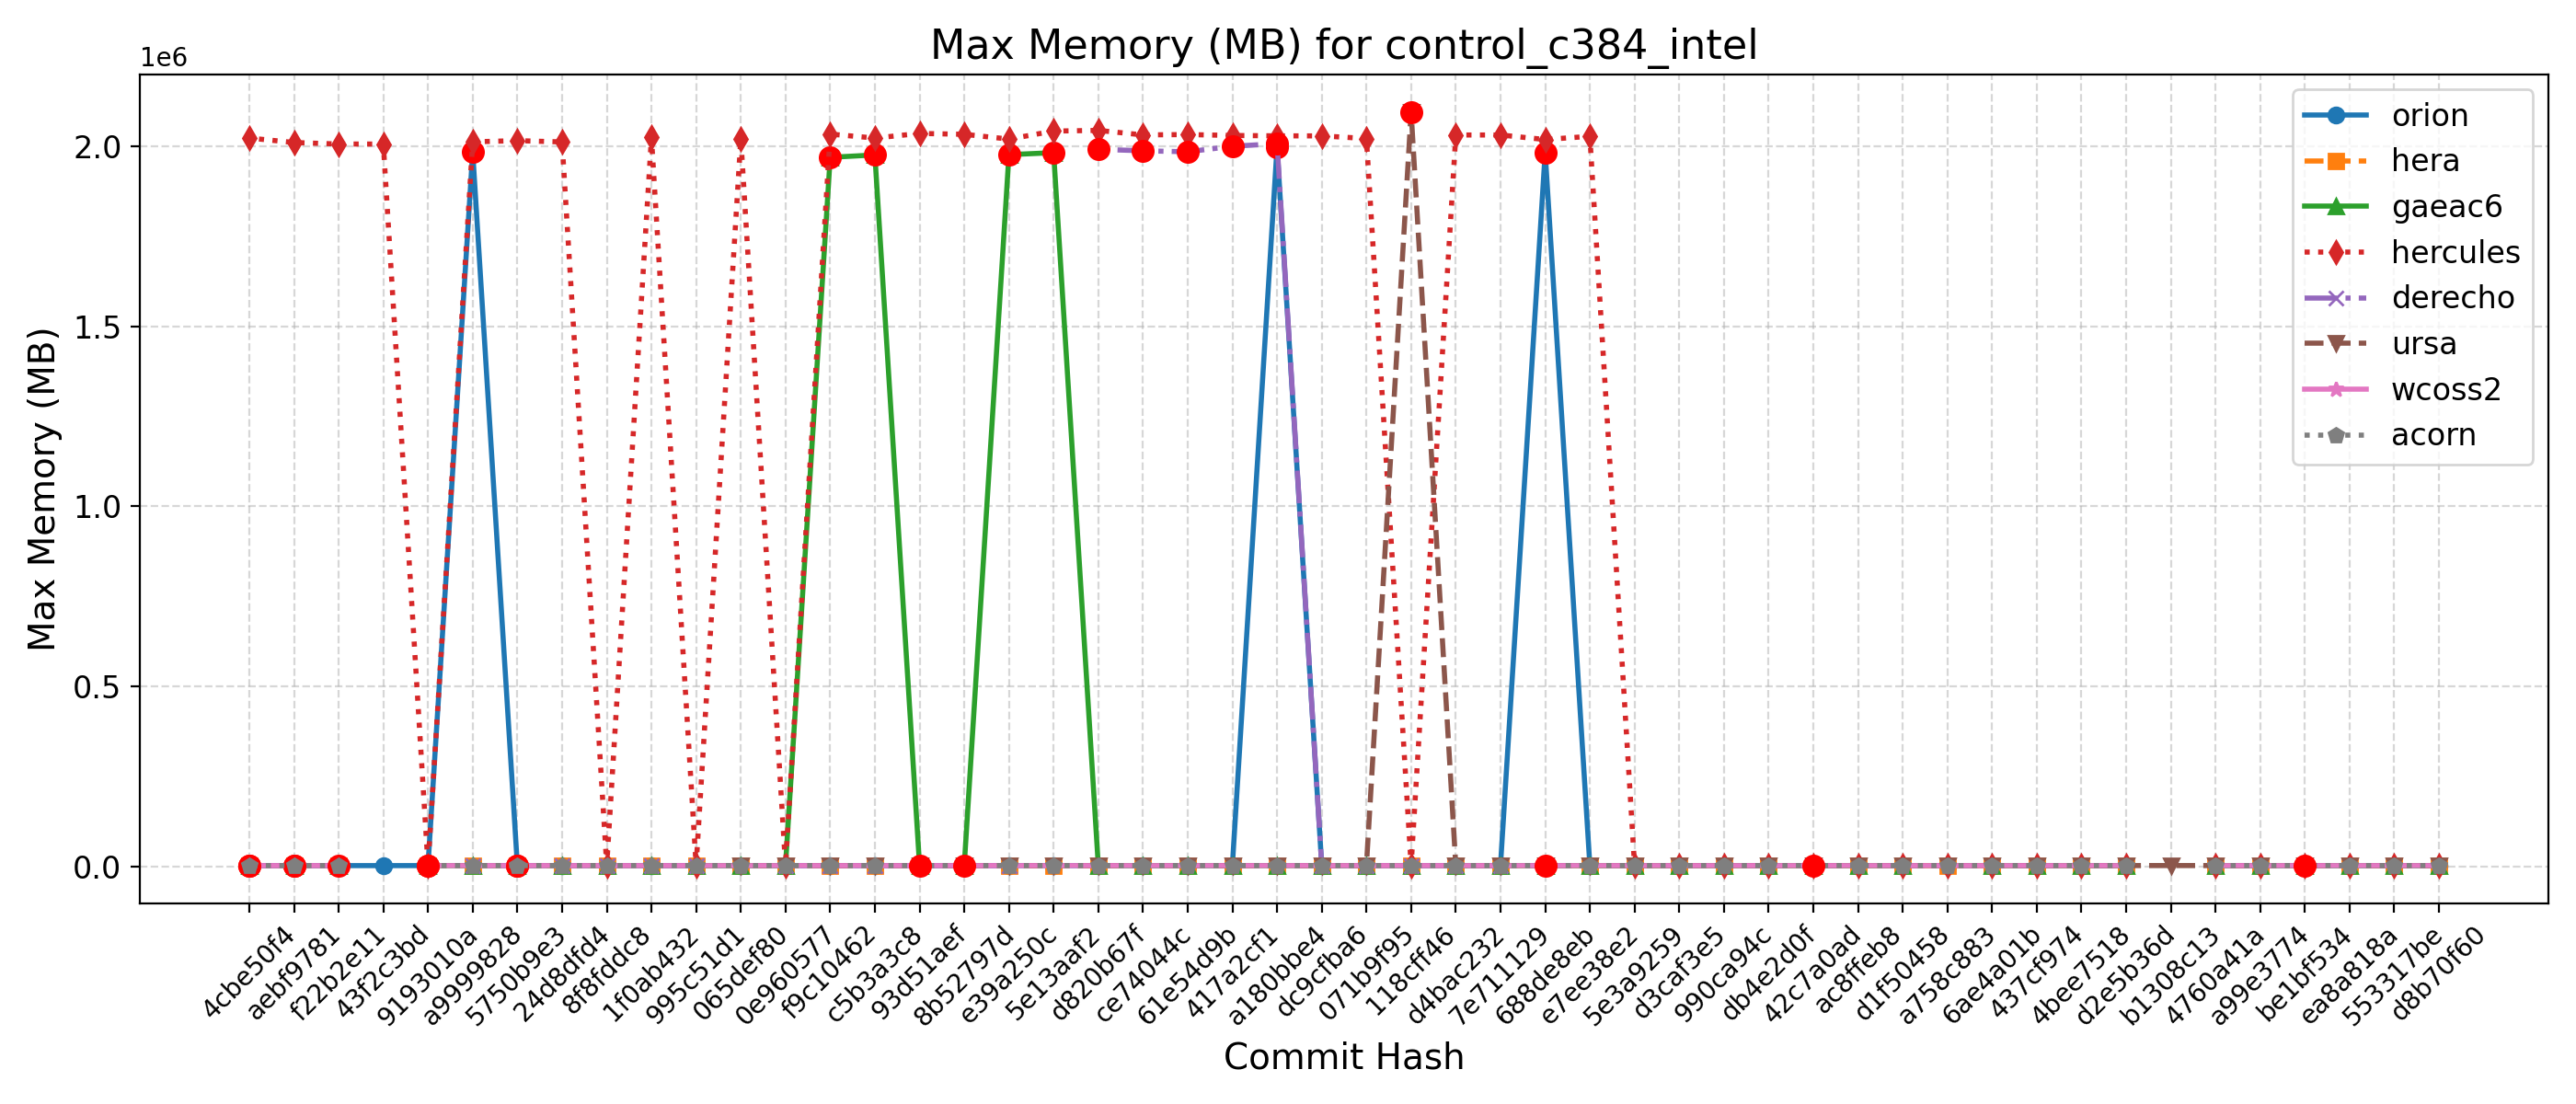 Max Memory (MB) for control_c384_intel
1e6
2.0
1.5
1.0
0.5
0.0
Max Memory (MB)
orion
hera
gaeac6
hercules
derecho
ursa
wcoss2
acorn
4cbe50f4
aebf9781
f22b2e11
43f2c3bd
9193010a
a9999828
5750b9e3
24d8dfd4
8f8fddc8
1f0ab432
995c51d1
065def80
0e960577
f9c10462
c5b3a3c8
93d51aef
8b52797d
e39a250c
5e13aaf2
d820b67f
ce74044c
61e54d9b
417a2cf1
a180bbe4
dc9cfba6
071b9f95
118cff46
d4bac232
7e711129
688de8eb
e7ee38e2
5e3a9259
d3caf3e5
990ca94c
db4e2d0f
42c7a0ad
ac8ffeb8
d1f50458
a758c883
6ae4a01b
437cf974
4bee7518
d2e5b36d
b1308c13
4760a41a
a99e3774
be1bf534
ea8a818a
553317be
d8b70f60
Commit Hash